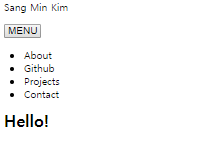 Sang Min Kim
MENU
About
Github
Projects
Contact
Hello!